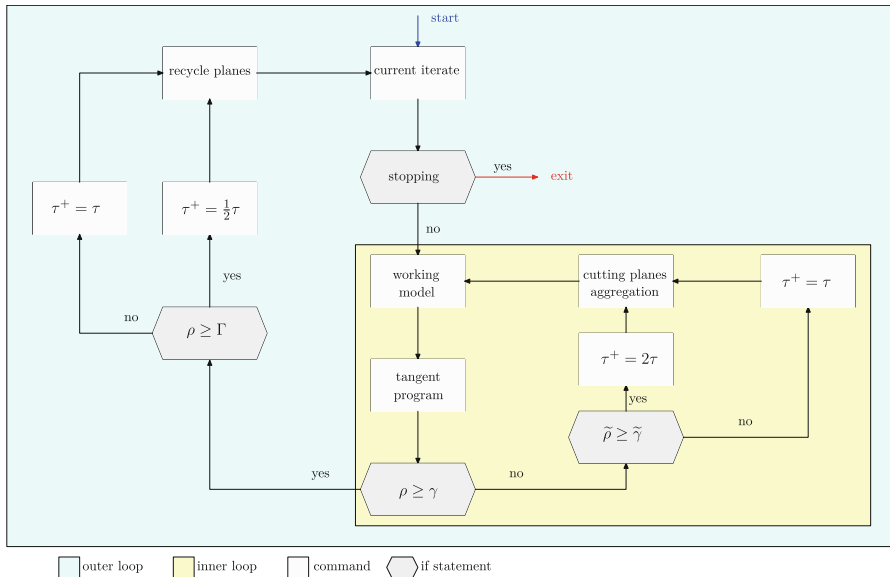 start
recycle planes
current iterate
stopping
yes
exit
τ⁺ = τ
τ⁺ = ½τ
no
yes
working
model
cutting planes
aggregation
τ⁺ = τ
no
ρ ≥ Γ
τ⁺ = 2τ
tangent
program
yes
ρ̃ ≥ γ̃
no
yes
ρ ≥ γ
no
outer loop
inner loop
command
if statement